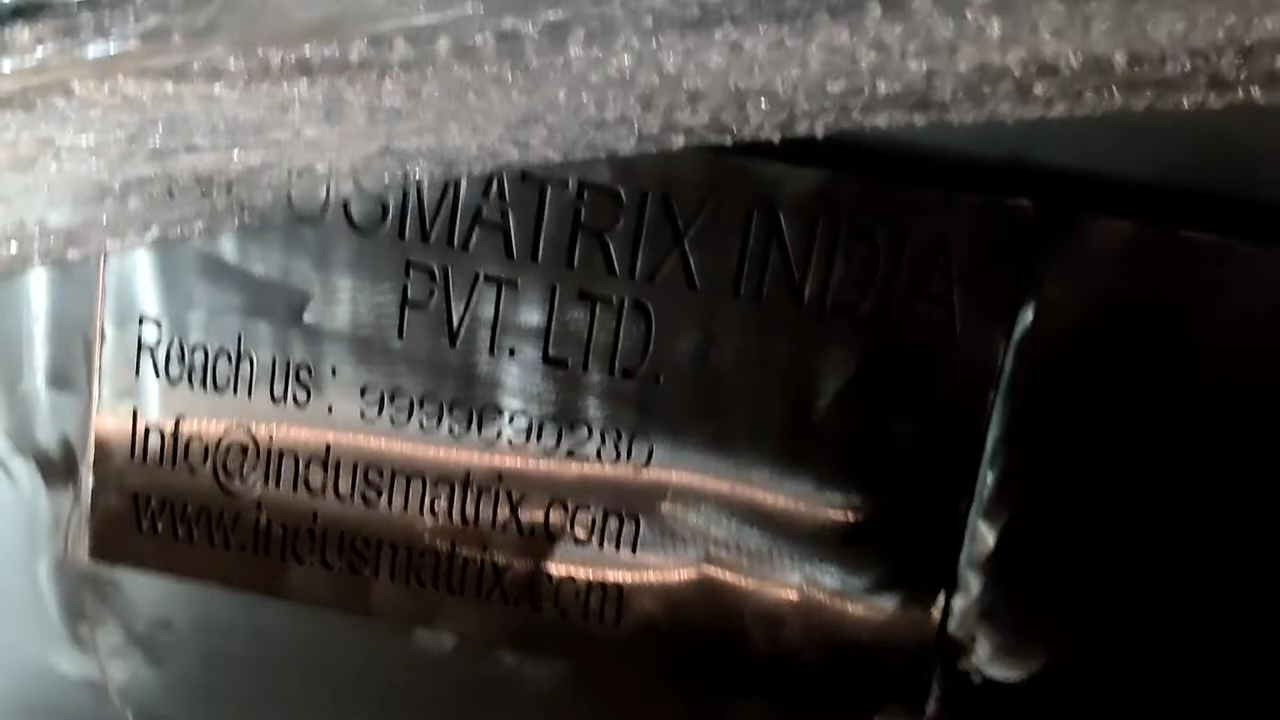 USMATRIX INDIA
PVT. LTD.
Reach us :
Info@indusmatrix.com
www.indusmatrix.com